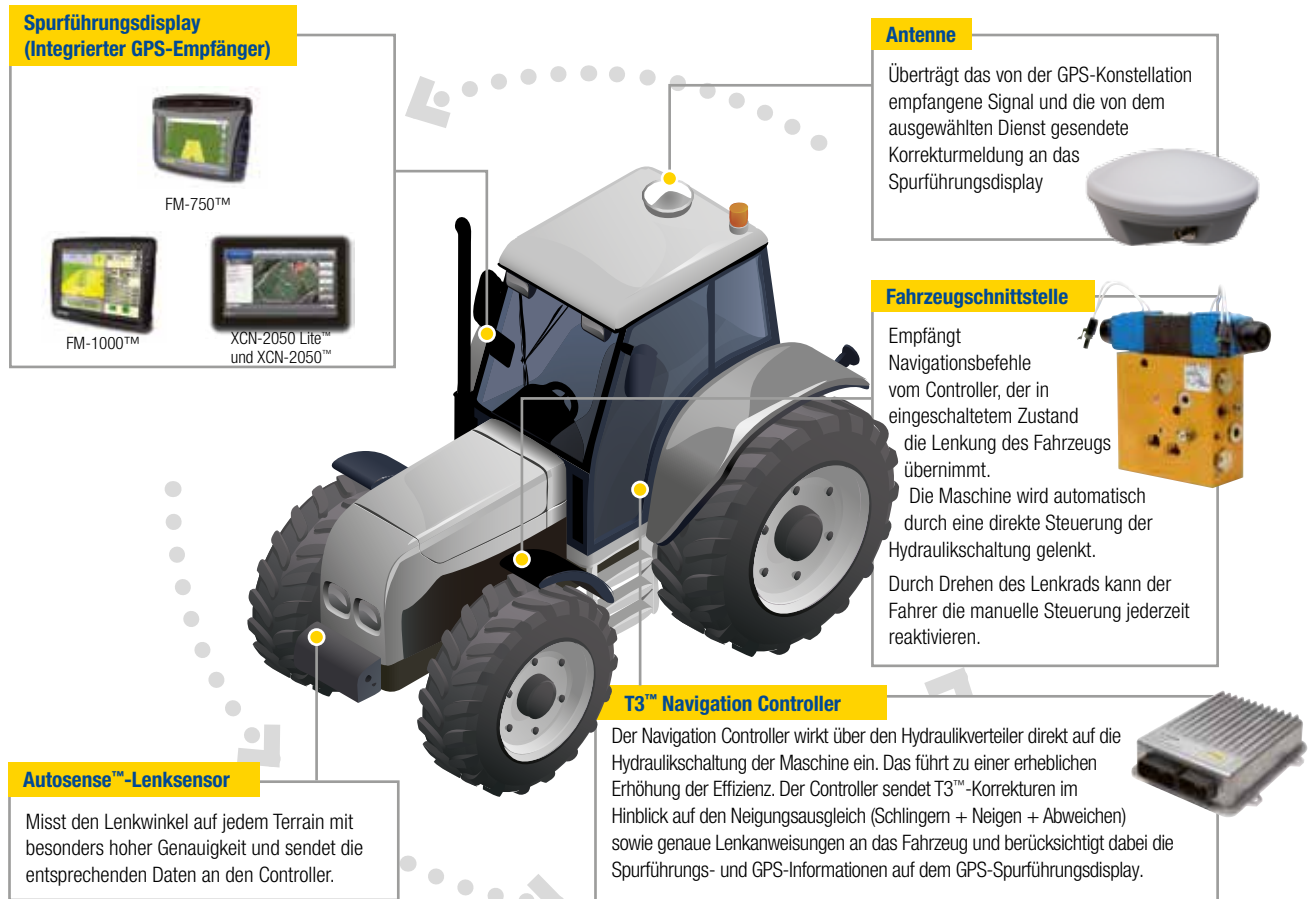 Spurführungsdisplay
(Integrierter GPS-Empfänger)
FM-750™
FM-1000™
XCN-2050 Lite™
und XCN-2050™
Antenne
Überträgt das von der GPS-Konstellation
empfangene Signal und die von dem
ausgewählten Dienst gesendete
Korrekturmeldung an das
Spurführungsdisplay
Fahrzeugschnittstelle
Empfängt
Navigationsbefehle
vom Controller, der in
eingeschaltetem Zustand
die Lenkung des Fahrzeugs
übernimmt.
Die Maschine wird automatisch
durch eine direkte Steuerung der
Hydraulikschaltung gelenkt.
Durch Drehen des Lenkrads kann der
Fahrer die manuelle Steuerung jederzeit
reaktivieren.
T3™ Navigation Controller
Der Navigation Controller wirkt über den Hydraulikverteiler direkt auf die
Hydraulikschaltung der Maschine ein. Das führt zu einer erheblichen
Erhöhung der Effizienz. Der Controller sendet T3™-Korrekturen im
Hinblick auf den Neigungsausgleich (Schlingern + Neigen + Abweichen)
sowie genaue Lenkanweisungen an das Fahrzeug und berücksichtigt dabei die
Spurführungs- und GPS-Informationen auf dem GPS-Spurführungsdisplay.
Autosense™-Lenksensor
Misst den Lenkwinkel auf jedem Terrain mit
besonders hoher Genauigkeit und sendet die
entsprechenden Daten an den Controller.